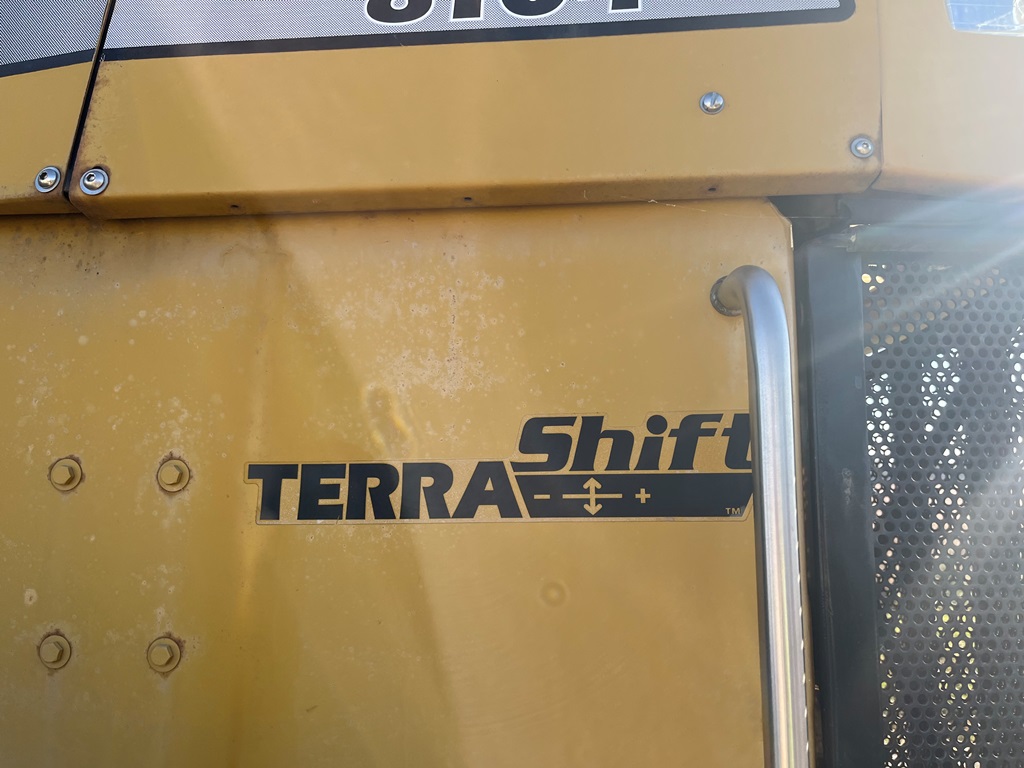 Shift
TERRA
- + TM